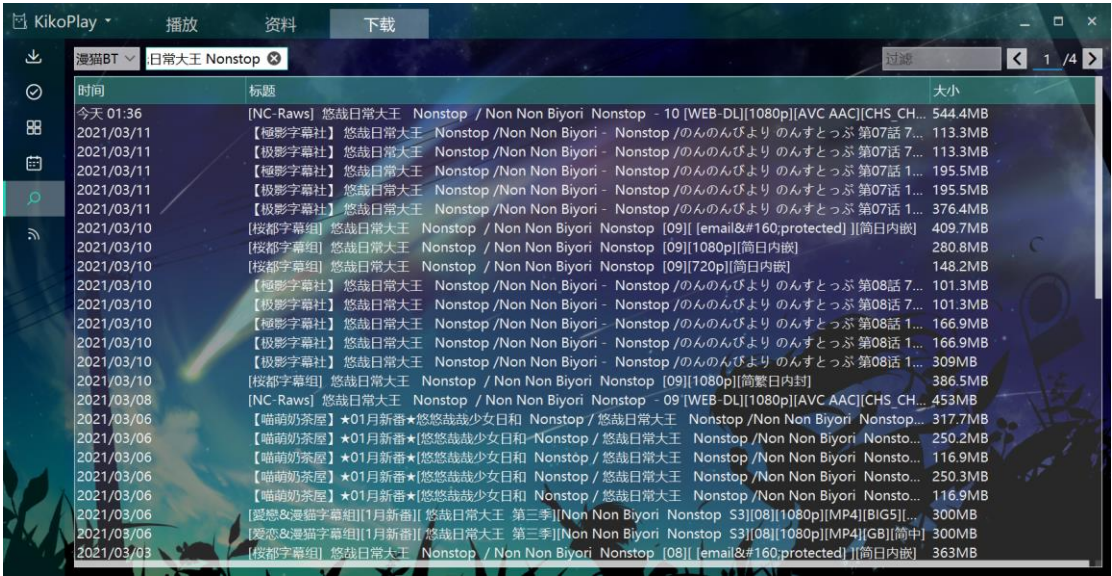 KikoPlay 播放 资料 下载
漫猫BT 日常大王 Nonstop 过滤 1 /4
时间 标题 大小
今天 01:36 [NC-Raws] 悠哉日常大王 Nonstop / Non Non Biyori Nonstop - 10 [WEB-DL][1080p][AVC AAC][CHS_CH... 544.4MB
2021/03/11 【極影字幕社】 悠哉日常大王 Nonstop /Non Non Biyori - Nonstop /のんのんびより のんすとっぷ 第07話 7... 113.3MB
2021/03/11 【极影字幕社】 悠哉日常大王 Nonstop /Non Non Biyori - Nonstop /のんのんびより のんすとっぷ 第07话 7... 113.3MB
2021/03/11 【極影字幕社】 悠哉日常大王 Nonstop /Non Non Biyori - Nonstop /のんのんびより のんすとっぷ 第07話 1... 195.5MB
2021/03/11 【极影字幕社】 悠哉日常大王 Nonstop /Non Non Biyori - Nonstop /のんのんびより のんすとっぷ 第07话 1... 195.5MB
2021/03/11 【极影字幕社】 悠哉日常大王 Nonstop /Non Non Biyori - Nonstop /のんのんびより のんすとっぷ 第07话 1... 376.4MB
2021/03/10 [桜都字幕组] 悠哉日常大王 Nonstop / Non Non Biyori Nonstop [09][ [email&#160;protected] ][简日内嵌] 409.7MB
2021/03/10 [桜都字幕组] 悠哉日常大王 Nonstop / Non Non Biyori Nonstop [09][1080p][简日内嵌] 280.8MB
2021/03/10 [桜都字幕组] 悠哉日常大王 Nonstop / Non Non Biyori Nonstop [09][720p][简日内嵌] 148.2MB
2021/03/10 【極影字幕社】 悠哉日常大王 Nonstop /Non Non Biyori - Nonstop /のんのんびより のんすとっぷ 第08話 7... 101.3MB
2021/03/10 【极影字幕社】 悠哉日常大王 Nonstop /Non Non Biyori - Nonstop /のんのんびより のんすとっぷ 第08话 7... 101.3MB
2021/03/10 【極影字幕社】 悠哉日常大王 Nonstop /Non Non Biyori - Nonstop /のんのんびより のんすとっぷ 第08話 1... 166.9MB
2021/03/10 【极影字幕社】 悠哉日常大王 Nonstop /Non Non Biyori - Nonstop /のんのんびより のんすとっぷ 第08话 1... 166.9MB
2021/03/10 【极影字幕社】 悠哉日常大王 Nonstop /Non Non Biyori - Nonstop /のんのんびより のんすとっぷ 第08话 1... 309MB
2021/03/10 [桜都字幕组] 悠哉日常大王 Nonstop / Non Non Biyori Nonstop [09][1080p][简繁日内封] 386.5MB
2021/03/08 [NC-Raws] 悠哉日常大王 Nonstop / Non Non Biyori Nonstop - 09 [WEB-DL][1080p][AVC AAC][CHS_CH... 453MB
2021/03/06 【喵萌奶茶屋】★01月新番★悠悠哉哉少女日和 Nonstop / 悠哉日常大王 Nonstop /Non Non Biyori Nonstop... 317.7MB
2021/03/06 【喵萌奶茶屋】★01月新番★[悠悠哉哉少女日和 Nonstop / 悠哉日常大王 Nonstop /Non Non Biyori Nonsto... 250.2MB
2021/03/06 【喵萌奶茶屋】★01月新番★[悠悠哉哉少女日和 Nonstop / 悠哉日常大王 Nonstop /Non Non Biyori Nonsto... 116.9MB
2021/03/06 【喵萌奶茶屋】★01月新番★[悠悠哉哉少女日和 Nonstop / 悠哉日常大王 Nonstop /Non Non Biyori Nonsto... 250.3MB
2021/03/06 【喵萌奶茶屋】★01月新番★[悠悠哉哉少女日和 Nonstop / 悠哉日常大王 Nonstop /Non Non Biyori Nonsto... 116.9MB
2021/03/06 [愛戀&漫猫字幕組][1月新番][ 悠哉日常大王 第三季][Non Non Biyori Nonstop S3][08][1080p][MP4][BIG5][... 300MB
2021/03/06 [爱恋&漫猫字幕组][1月新番][ 悠哉日常大王 第三季][Non Non Biyori Nonstop S3][08][1080p][MP4][GB][简中] 300MB
2021/03/03 [桜都字幕组] 悠哉日常大王 Nonstop / Non Non Biyori Nonstop [08][ [email&#160;protected] ][简日内嵌] 363MB